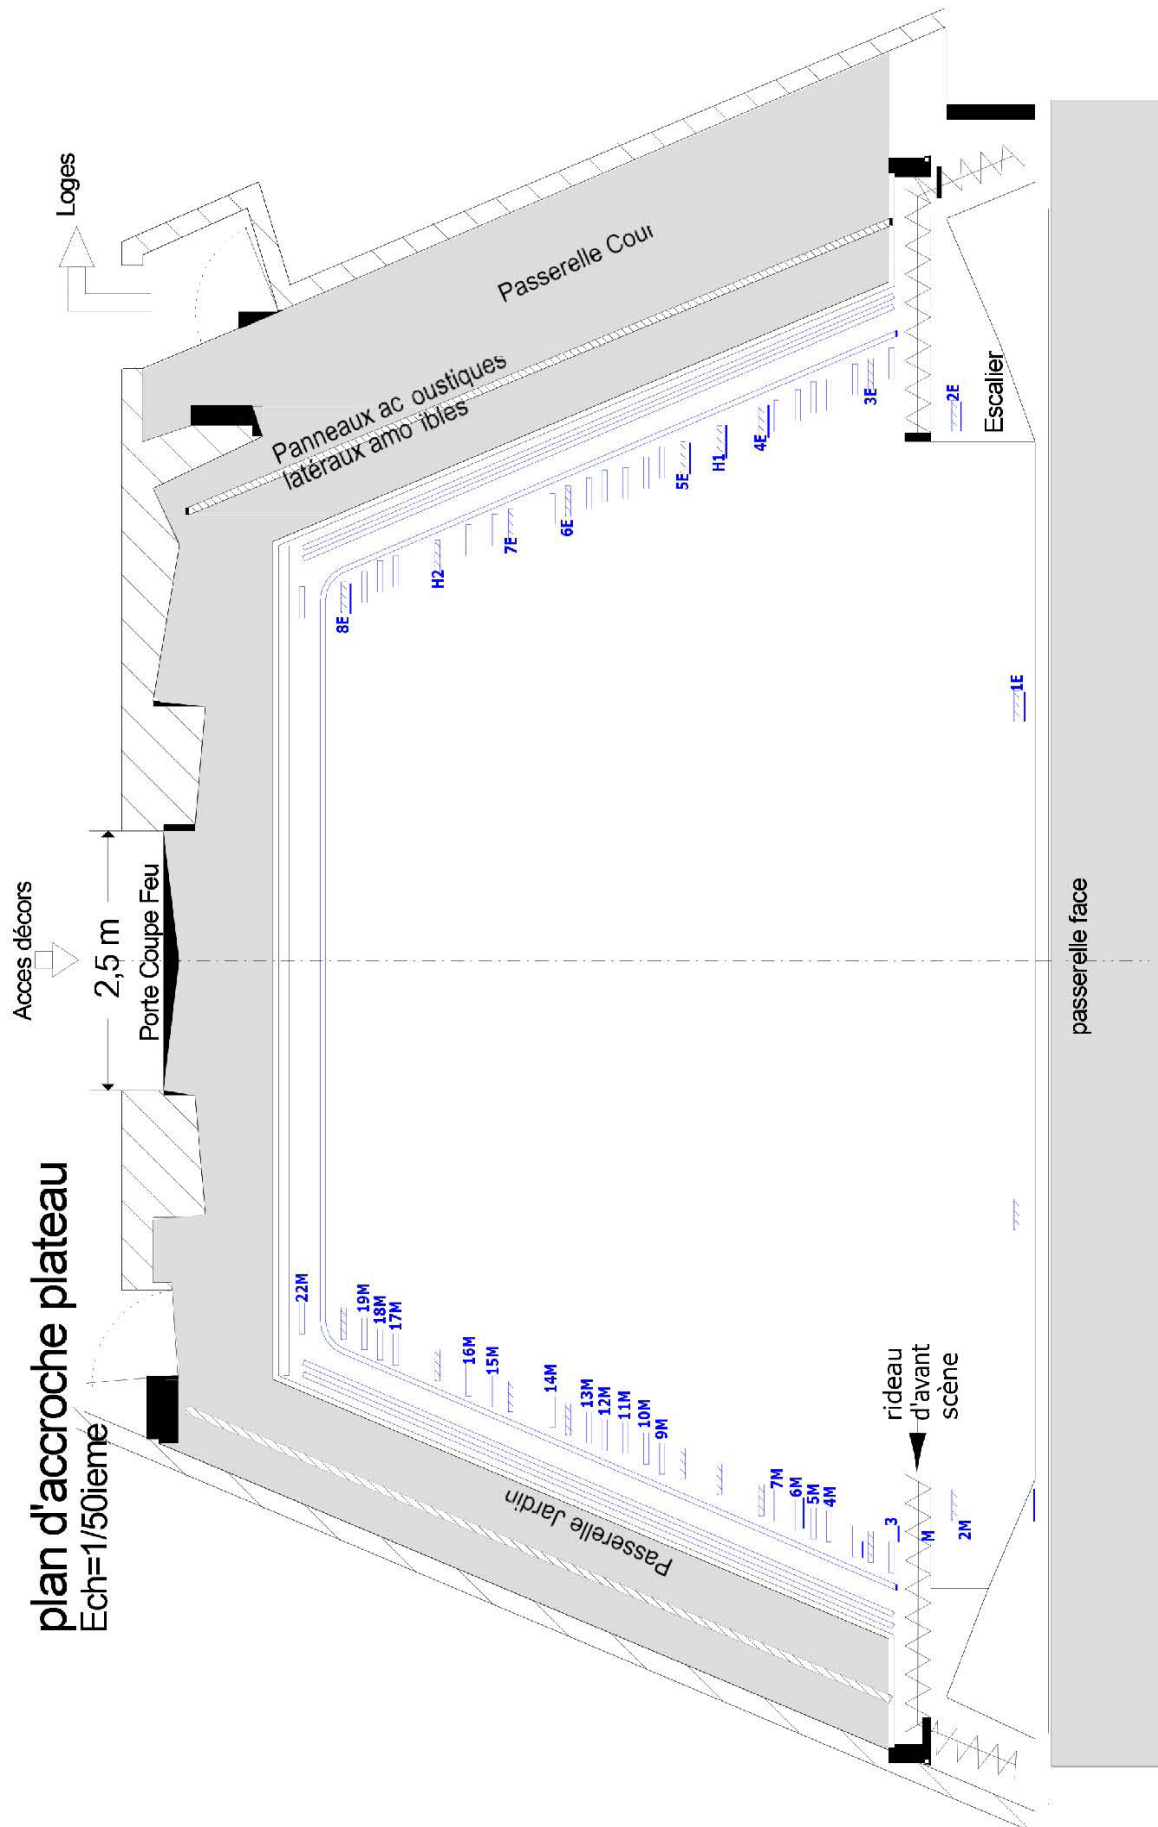 plan d'accroche plateau
Ech=1/50ieme
Acces décors
2,5 m
Porte Coupe Feu
Loges
Passerelle Cour
Panneaux ac oustiques
latéraux amo ibles
Passerelle Jardin
22M
19M
18M
17M
16M
15M
14M
13M
12M
11M
10M
9M
7M
6M
5M
4M
3
M
2M
8E
H2
7E
6E
5E
H1
4E
3E
2E
1E
Escalier
rideau
d'avant
scène
passerelle face